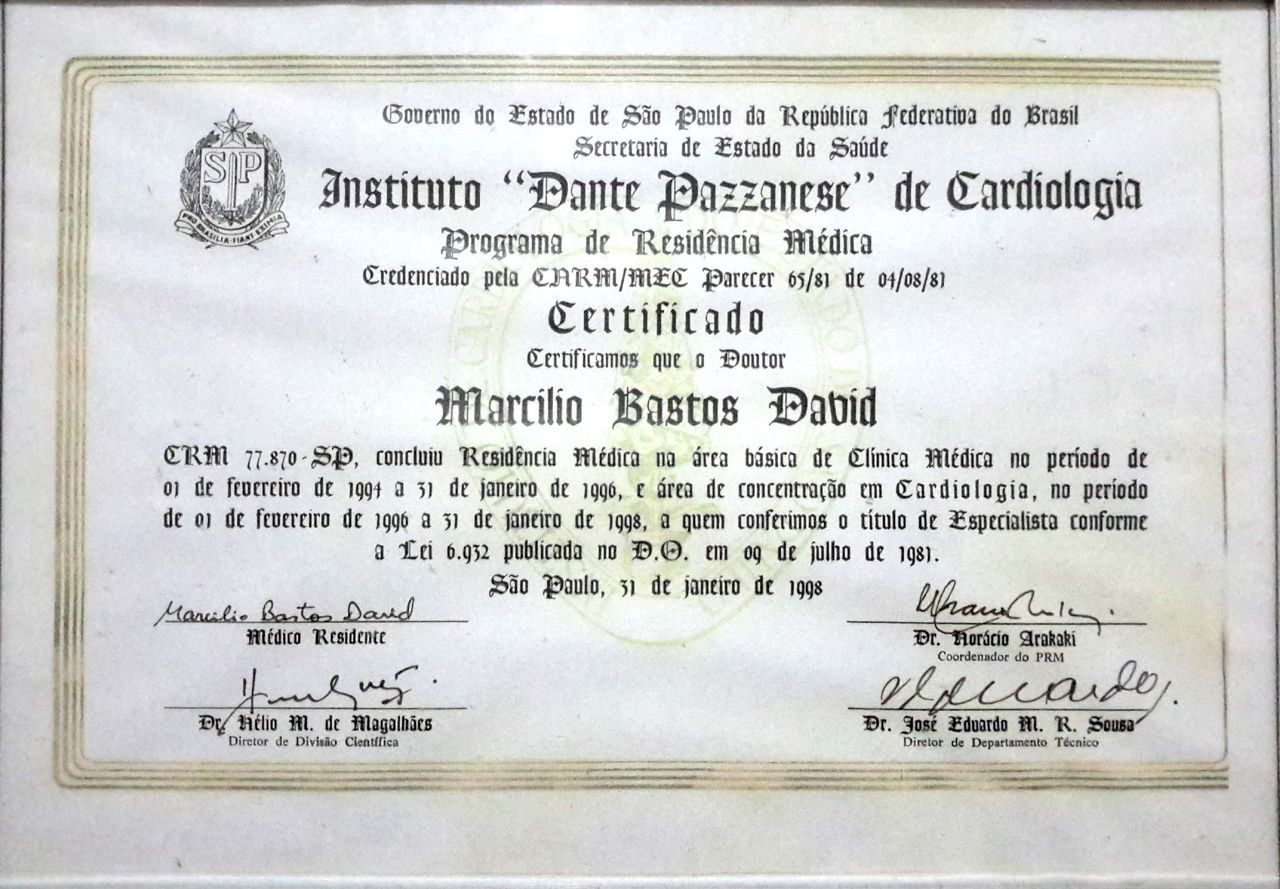 Governo do Estado de São Paulo da República Federativa do Brasil
Secretaria de Estado da Saúde
Instituto “Dante Pazzanese” de Cardiologia
Programa de Residência Médica
Credenciado pela CNRM/MEC Parecer 65/81 de 04/08/81
Certificado
Certificamos que o Doutor
Marcilio Bastos David
CRM 77.870-SP, concluiu Residência Médica na área básica de Clínica Médica no período de
01 de fevereiro de 1994 a 31 de janeiro de 1996, e área de concentração em Cardiologia, no período
de 01 de fevereiro de 1996 a 31 de janeiro de 1998, a quem conferimos o título de Especialista conforme
a Lei 6.932 publicada no D.O. em 09 de julho de 1981.
São Paulo, 31 de janeiro de 1998
SP
PRO BRASILIA FIANT EXIMIA
Marcilio Bastos David
Médico Residente
Dr. Horácio Arakaki
Coordenador do PRM
Dr. Hélio M. de Magalhães
Diretor de Divisão Científica
Dr. José Eduardo M. R. Sousa
Diretor de Departamento Técnico